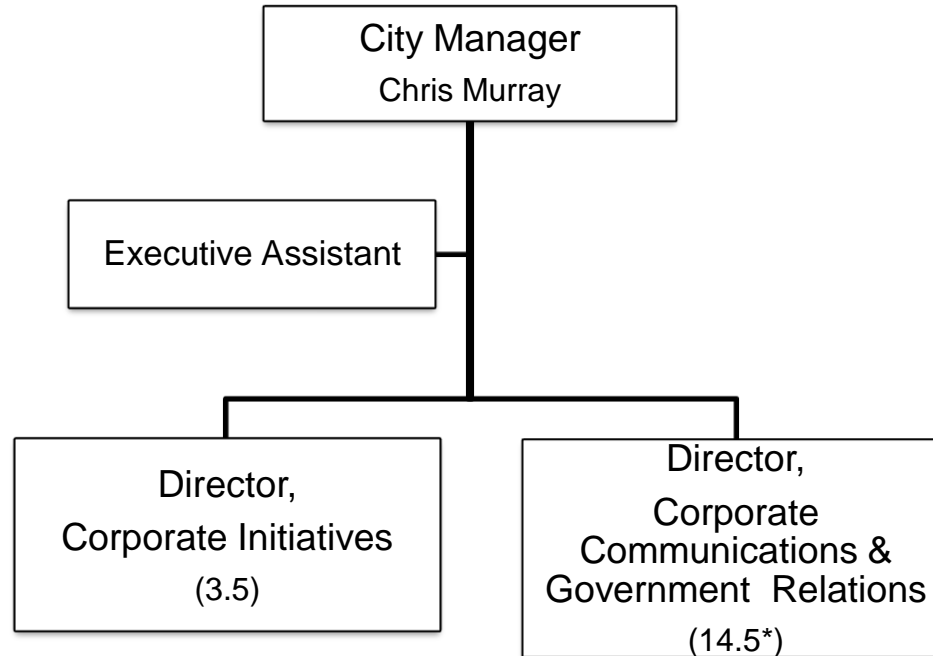 City Manager
Chris Murray
Executive Assistant
Director,
Corporate Initiatives
(3.5)
Director,
Corporate
Communications &
Government Relations
(14.5*)